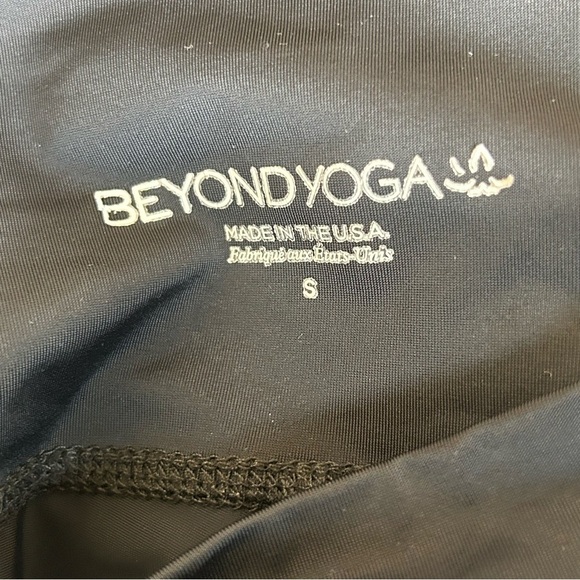 BEYOND YOGA
MADE IN THE U.S.A.
Fabriqué aux États-Unis
S